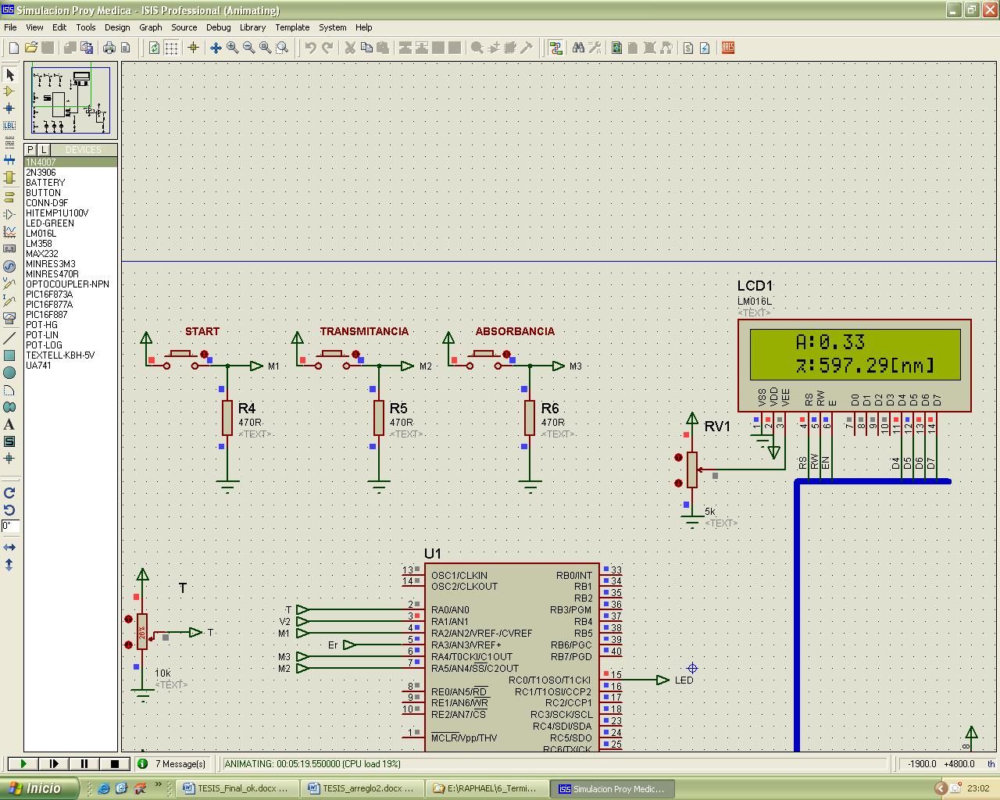 Simulacion Proy Medica - ISIS Professional (Animating)
File View Edit Tools Design Graph Source Debug Library Template System Help
P L DEVICES
1N4007
2N3906
BATTERY
BUTTON
CONN-D9F
HITEMP1U100V
LED-GREEN
LM016L
LM358
MAX232
MINRES3M3
MINRES470R
OPTOCOUPLER-NPN
PIC16F873A
PIC16F877A
PIC16F887
POT-HG
POT-LIN
POT-LOG
TEXTELL-KBH-5V
UA741
LBL
0°
START
M1
R4
470R
<TEXT>
TRANSMITANCIA
M2
R5
470R
<TEXT>
ABSORBANCIA
M3
R6
470R
<TEXT>
LCD1
LM016L
<TEXT>
A:0.33
:597.29[nm]
VSS VDD VEE RS RW E D0 D1 D2 D3 D4 D5 D6 D7
1 2 3 4 5 6 7 8 9 10 11 12 13 14
RS RW EN D4 D5 D6 D7
RV1
5k
<TEXT>
T
26%
T
10k
<TEXT>
U1
13 OSC1/CLKIN RB0/INT 33
14 OSC2/CLKOUT RB1 34
RB2 35
T 2 RA0/AN0 RB3/PGM 36
V2 3 RA1/AN1 RB4 37
M1 4 RA2/AN2/VREF-/CVREF RB5 38
Er 5 RA3/AN3/VREF+ RB6/PGC 39
M3 6 RA4/T0CKI/C1OUT RB7/PGD 40
M2 7 RA5/AN4/SS/C2OUT
RC0/T1OSO/T1CKI 15 LED
8 RE0/AN5/RD RC1/T1OSI/CCP2 16
9 RE1/AN6/WR RC2/CCP1 17
10 RE2/AN7/CS RC3/SCK/SCL 18
RC4/SDI/SDA 23
1 MCLR/Vpp/THV RC5/SDO 24
RC6/TX/CK 25
8
7 Message(s)
ANIMATING: 00:05:19.550000 (CPU load 19%)
-1900.0 +4800.0 th
Inicio
TESIS_Final_ok.docx ...
TESIS_arreglo2.docx ...
E:\RAPHAEL\6_Termi...
Simulacion Proy Medic...
23:02